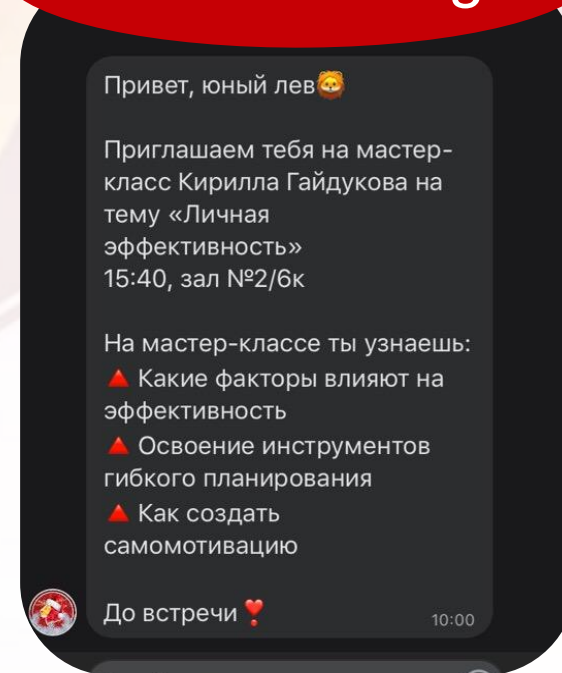 Привет, юный лев🦁
Приглашаем тебя на мастер-
класс Кирилла Гайдукова на
тему «Личная
эффективность»
15:40, зал №2/6к
На мастер-классе ты узнаешь:
🔺 Какие факторы влияют на
эффективность
🔺 Освоение инструментов
гибкого планирования
🔺 Как создать
самомотивацию
До встречи❣️
10:00